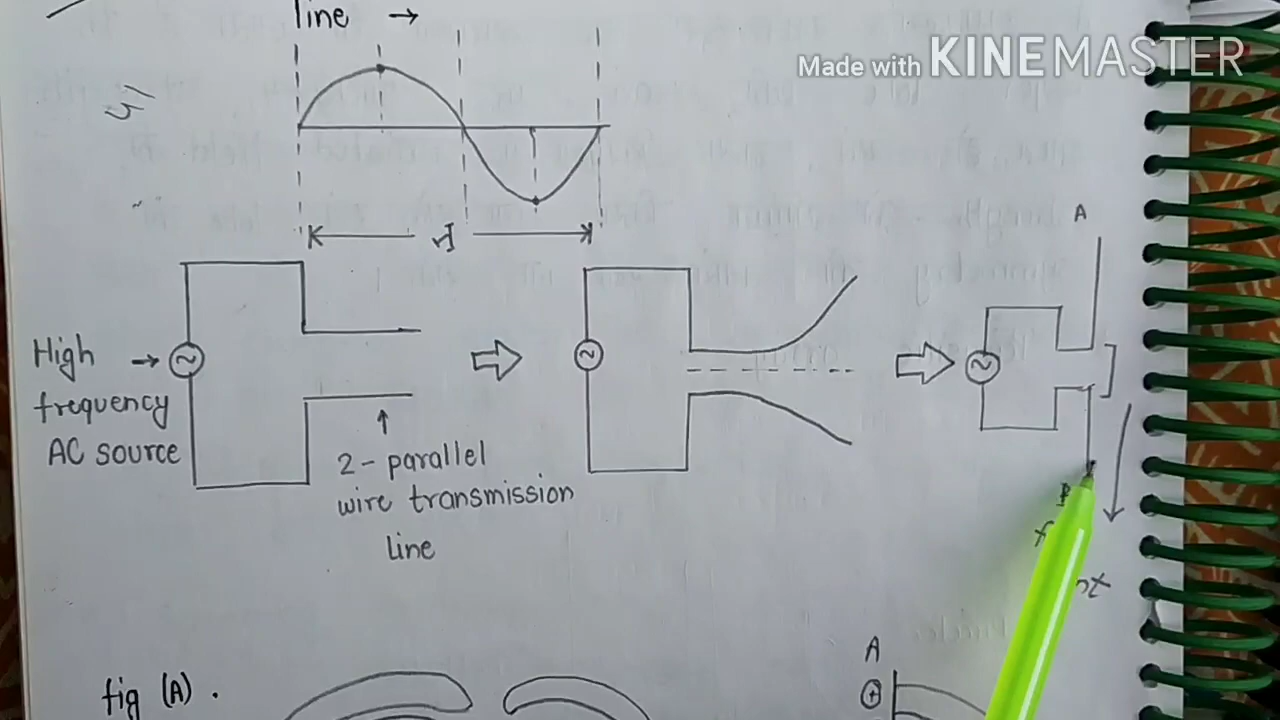 line →
Made with KINEMASTER
A
High →
frequency
AC source
2 - parallel
wire transmission
line
A
fig (A) .